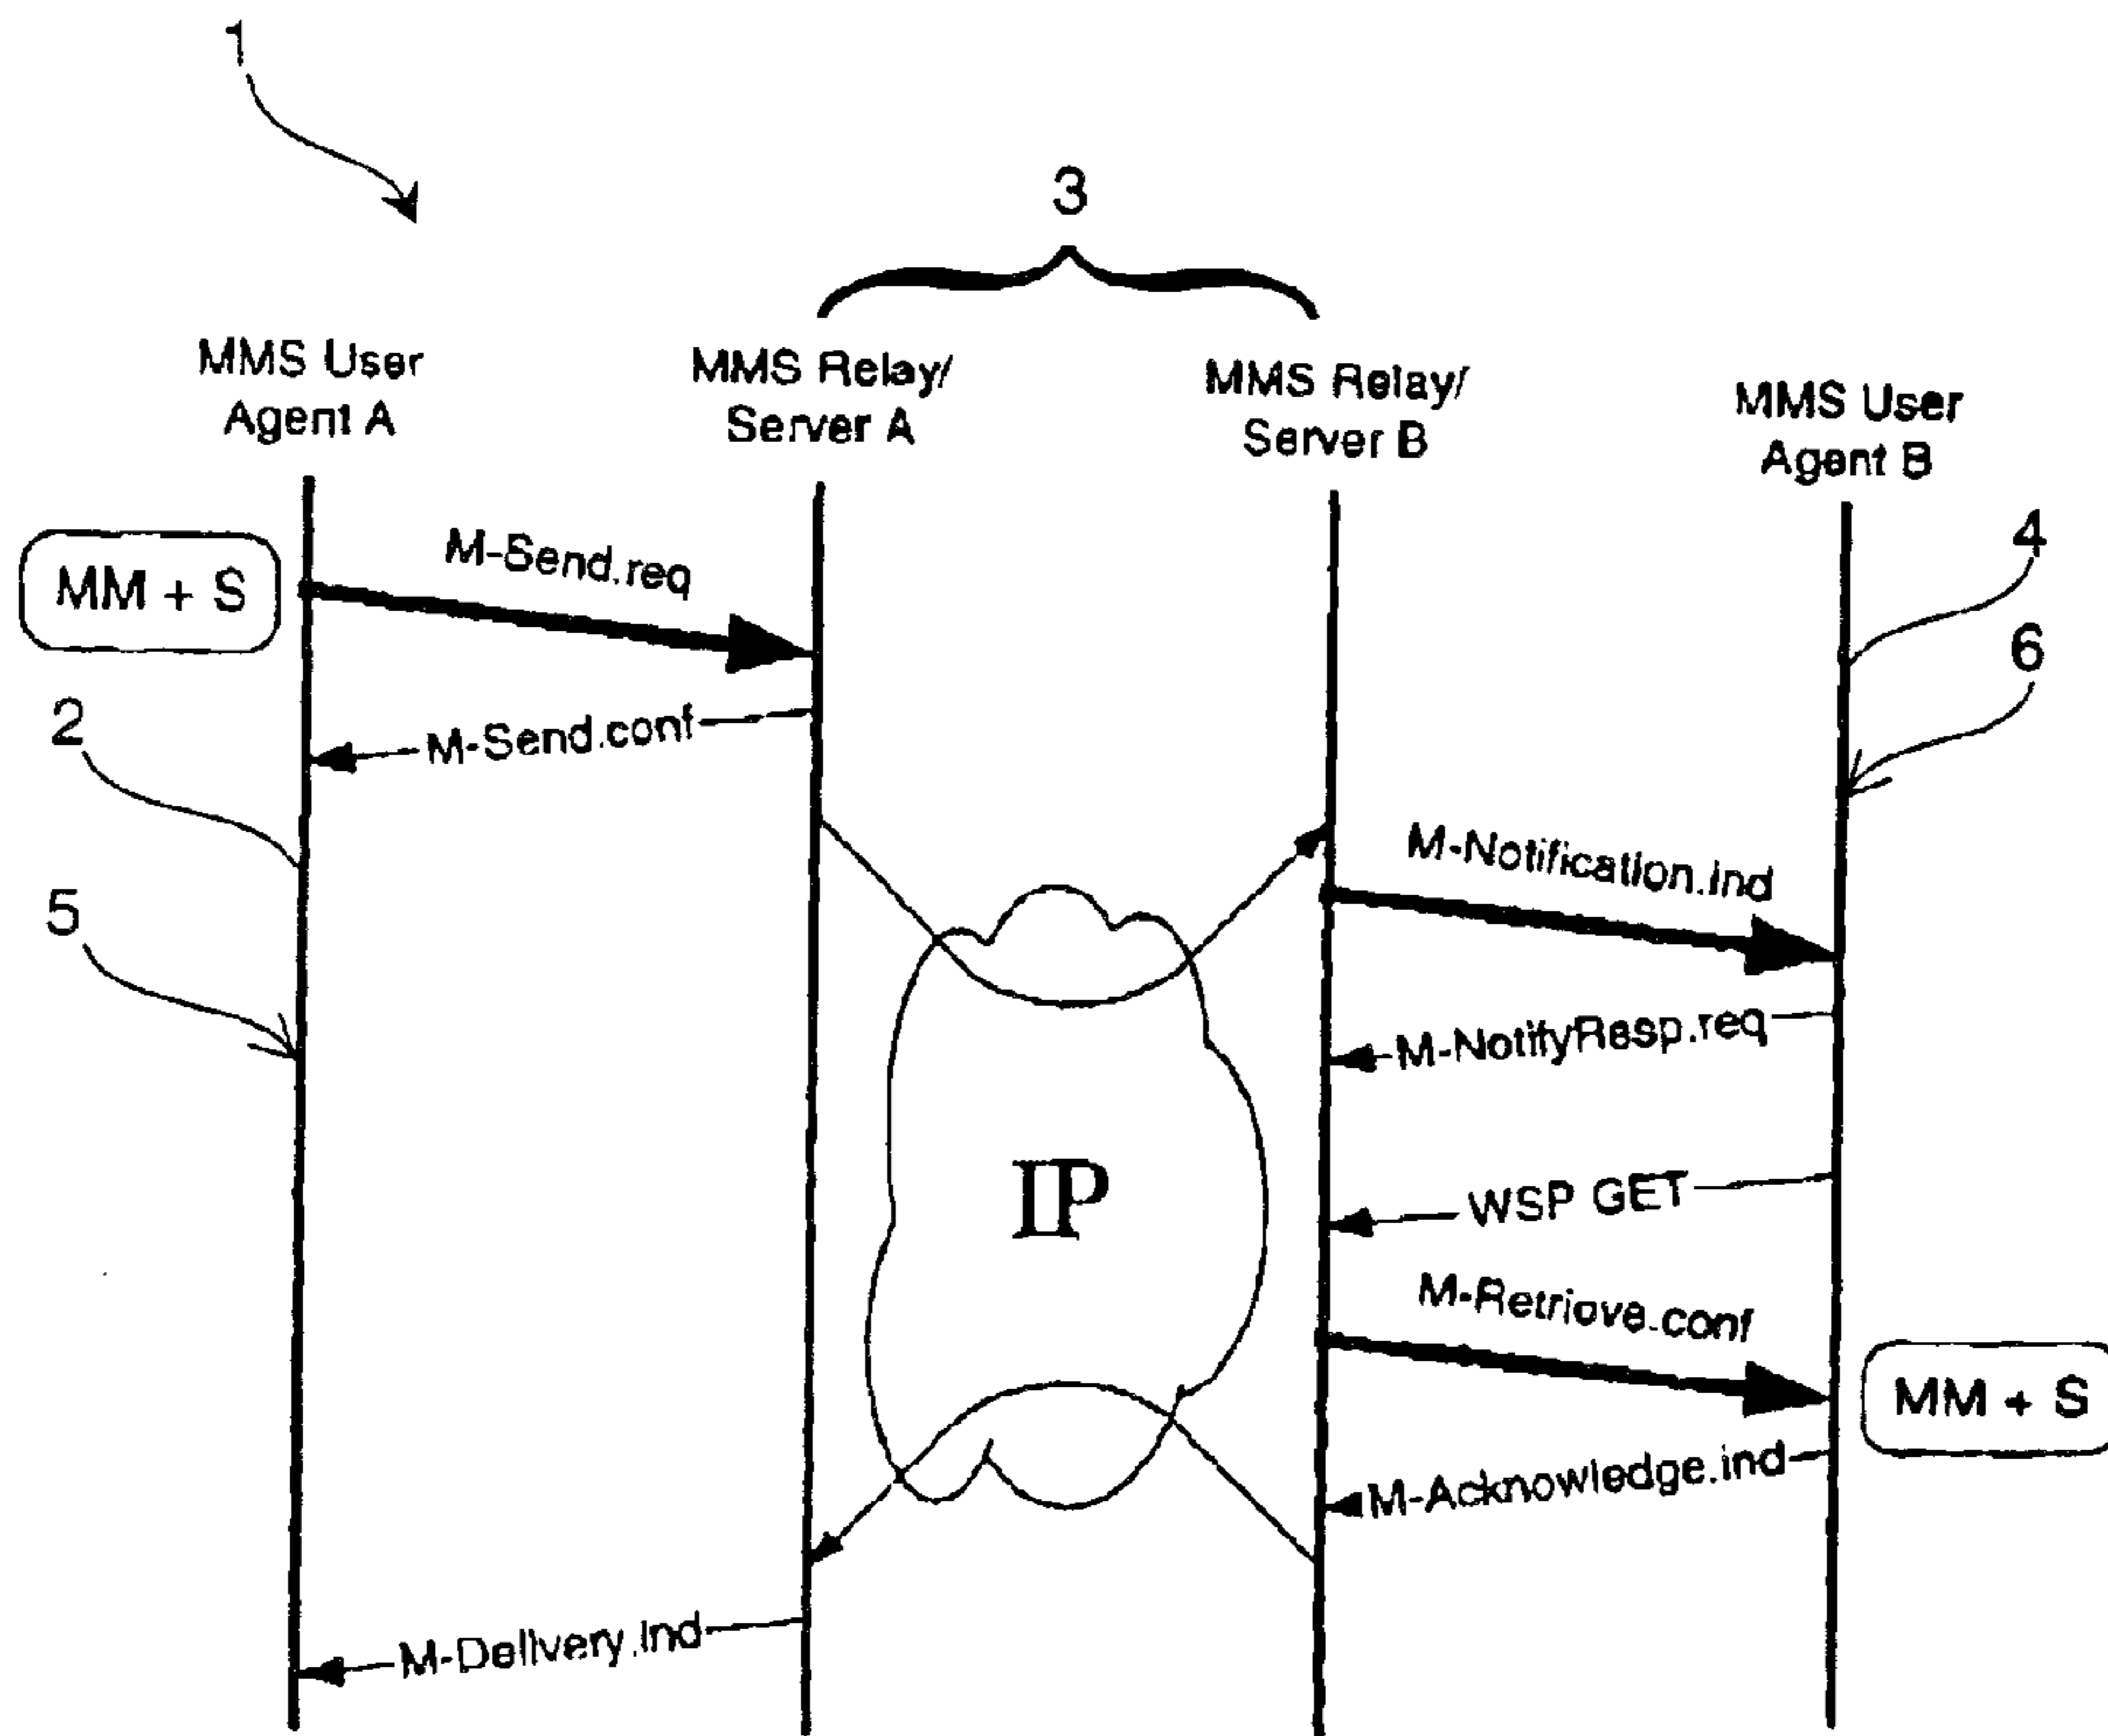 1
3
MMS User
Agent A
MMS Relay/
Server A
MMS Relay/
Server B
MMS User
Agent B
MM + S
M-Send.req
4
6
2
M-Send.conf
5
M-Notification.ind
M-NotifyResp.req
IP
WSP GET
M-Retrieve.conf
MM + S
M-Acknowledge.ind
M-Delivery.ind